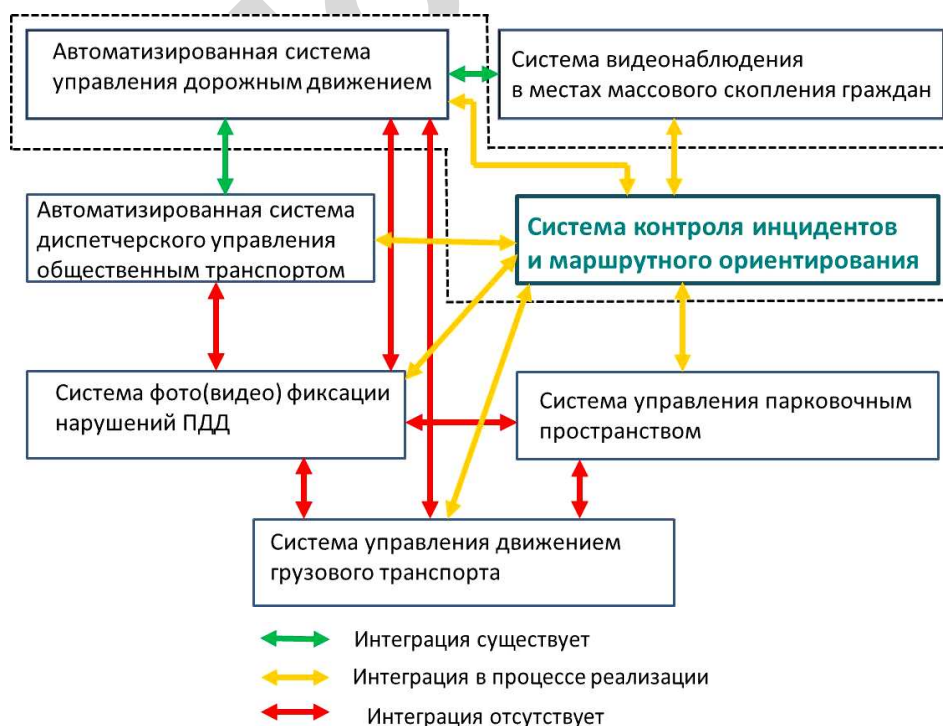 Автоматизированная система
управления дорожным движением
Система видеонаблюдения
в местах массового скопления граждан
Автоматизированная система
диспетчерского управления
общественным транспортом
Система контроля инцидентов
и маршрутного ориентирования
Система фото(видео) фиксации
нарушений ПДД
Система управления парковочным
пространством
Система управления движением
грузового транспорта
Интеграция существует
Интеграция в процессе реализации
Интеграция отсутствует